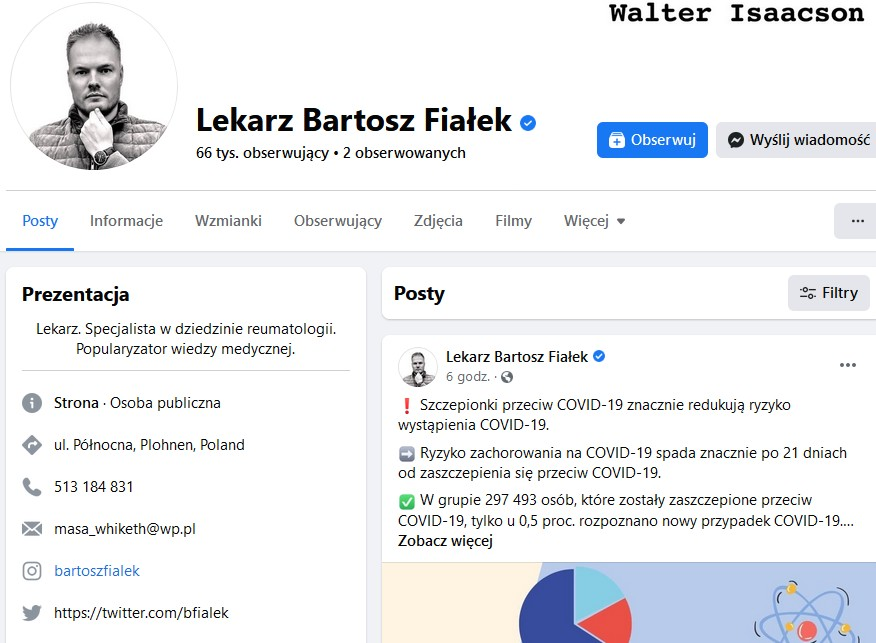 Walter Isaacson
Lekarz Bartosz Fiałek
66 tys. obserwujący • 2 obserwowanych
Obserwuj
Wyślij wiadomość
Posty
Informacje
Wzmianki
Obserwujący
Zdjęcia
Filmy
Więcej
Prezentacja
Lekarz. Specjalista w dziedzinie reumatologii.
Popularyzator wiedzy medycznej.
Strona · Osoba publiczna
ul. Północna, Plohnen, Poland
513 184 831
masa_whiketh@wp.pl
bartoszfialek
https://twitter.com/bfialek
Posty
Filtry
Lekarz Bartosz Fiałek
6 godz. ·
❗ Szczepionki przeciw COVID-19 znacznie redukują ryzyko
wystąpienia COVID-19.
➡️ Ryzyko zachorowania na COVID-19 spada znacznie po 21 dniach
od zaszczepienia się przeciw COVID-19.
✅ W grupie 297 493 osób, które zostały zaszczepione przeciw
COVID-19, tylko u 0,5 proc. rozpoznano nowy przypadek COVID-19....
Zobacz więcej